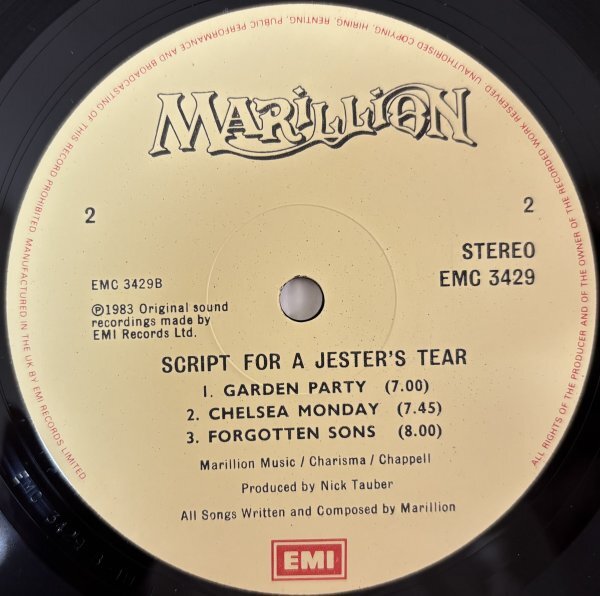 ALL RIGHTS OF THE PRODUCER AND OF THE OWNER OF THE RECORDED WORK RESERVED. UNAUTHORISED COPYING, HIRING, RENTING, PUBLIC PERFORMANCE AND BROADCASTING OF THIS RECORD PROHIBITED. MANUFACTURED IN THE UK BY EMI RECORDS LIMITED
MARILLION
2
2
STEREO
EMC 3429B
EMC 3429
℗1983 Original sound
recordings made by
EMI Records Ltd.
SCRIPT FOR A JESTER'S TEAR
1. GARDEN PARTY (7.00)
2. CHELSEA MONDAY (7.45)
3. FORGOTTEN SONS (8.00)
Marillion Music / Charisma / Chappell
Produced by Nick Tauber
All Songs Written and Composed by Marillion
EMI